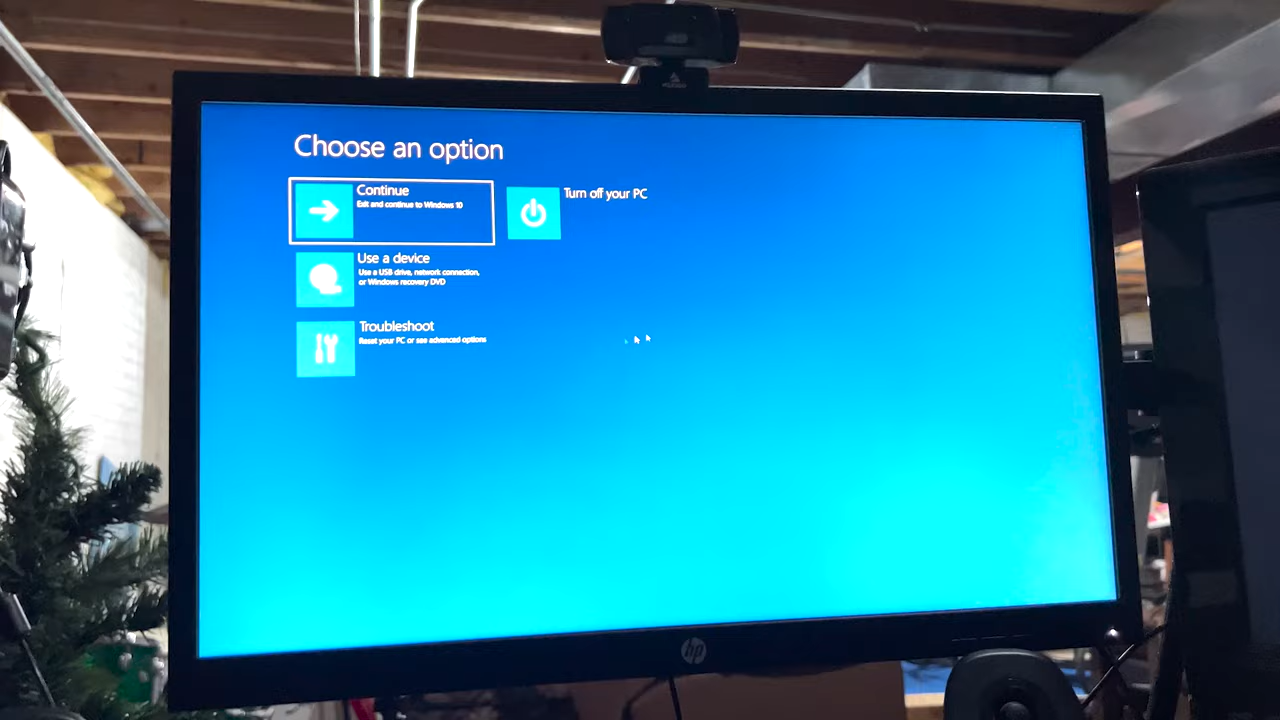 Choose an option
Continue
Exit and continue to Windows 10
Turn off your PC
Use a device
Use a USB drive, network connection,
or Windows recovery DVD
Troubleshoot
Reset your PC or see advanced options
hp